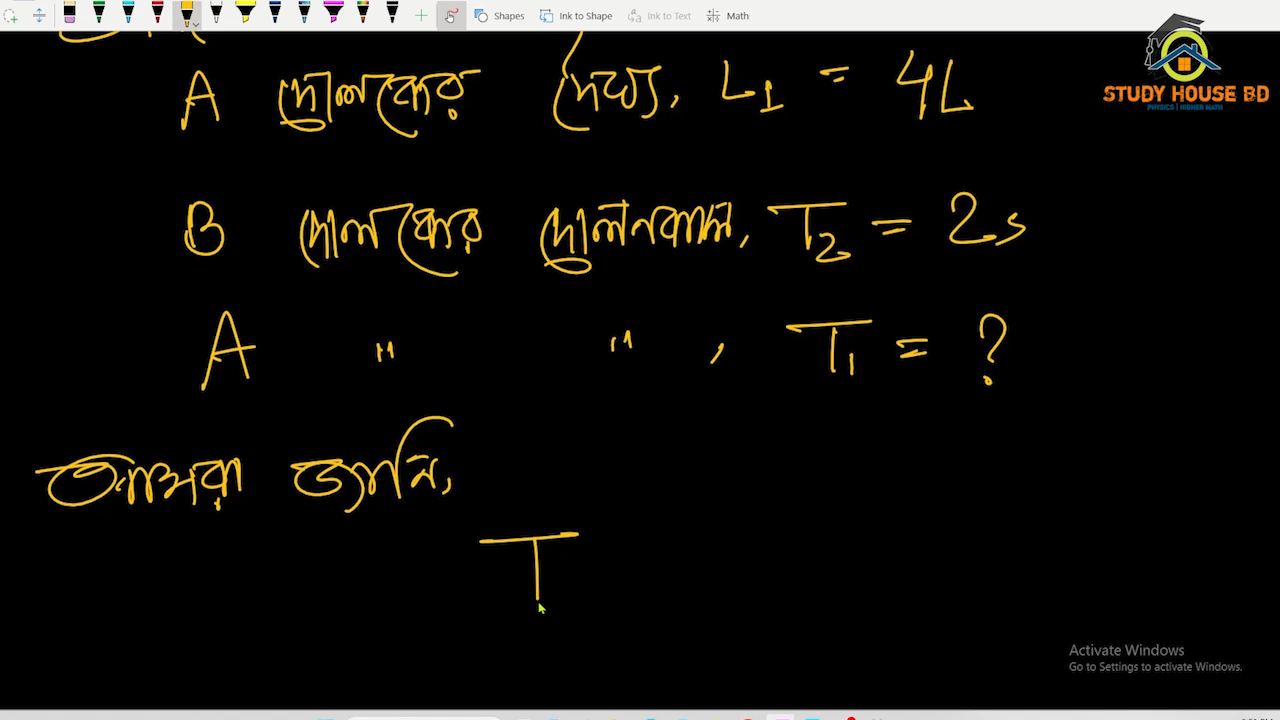 Shapes Ink to Shape Ink to Text Math
STUDY HOUSE BD
PHYSICS | HIGHER MATH
A দোলকের দৈর্ঘ্য, L₁ = 4L
B দোলকের দোলনকাল, T₂ = 2s
A " " , T₁ = ?
আমরা জানি,
T
Activate Windows
Go to Settings to activate Windows.